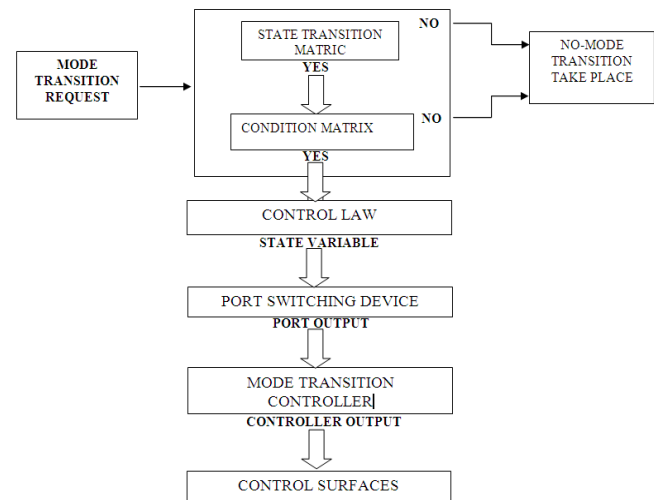 MODE
TRANSITION
REQUEST
STATE TRANSITION
MATRIC
NO
YES
CONDITION MATRIX
NO
YES
NO-MODE
TRANSITION
TAKE PLACE
CONTROL LAW
STATE VARIABLE
PORT SWITCHING DEVICE
PORT OUTPUT
MODE TRANSITION
CONTROLLER
CONTROLLER OUTPUT
CONTROL SURFACES